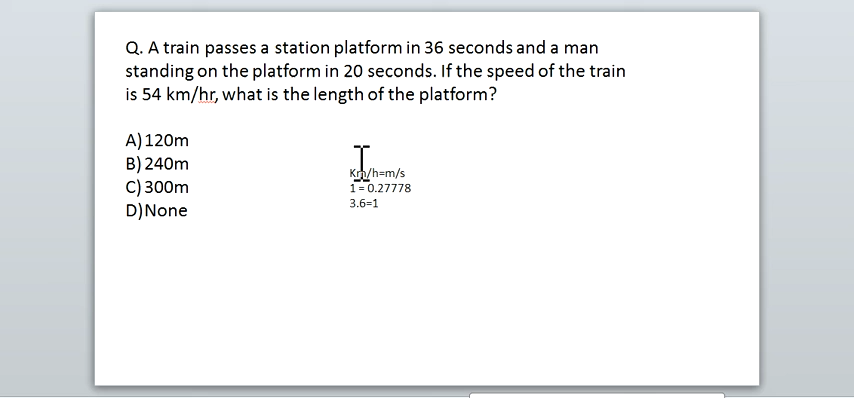 Q. A train passes a station platform in 36 seconds and a man
standing on the platform in 20 seconds. If the speed of the train
is 54 km/hr, what is the length of the platform?
A) 120m
B) 240m
C) 300m
D)None
Km/h=m/s
1 = 0.27778
3.6=1